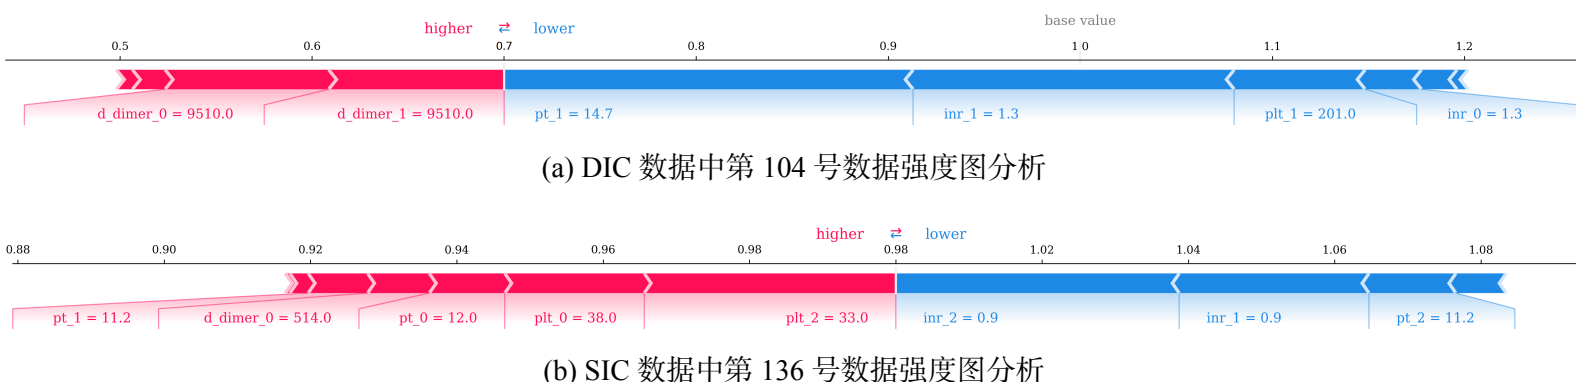 base value
higher ⇄ lower
0.5 0.6 0.7 0.8 0.9 1 0 1.1 1.2
d_dimer_0 = 9510.0 d_dimer_1 = 9510.0 pt_1 = 14.7 inr_1 = 1.3 plt_1 = 201.0 inr_0 = 1.3
(a) DIC 数据中第 104 号数据强度图分析
higher ⇄ lower
0.88 0.90 0.92 0.94 0.96 0.98 0.98 1.02 1.04 1.06 1.08
pt_1 = 11.2 d_dimer_0 = 514.0 pt_0 = 12.0 plt_0 = 38.0 plt_2 = 33.0 inr_2 = 0.9 inr_1 = 0.9 pt_2 = 11.2
(b) SIC 数据中第 136 号数据强度图分析